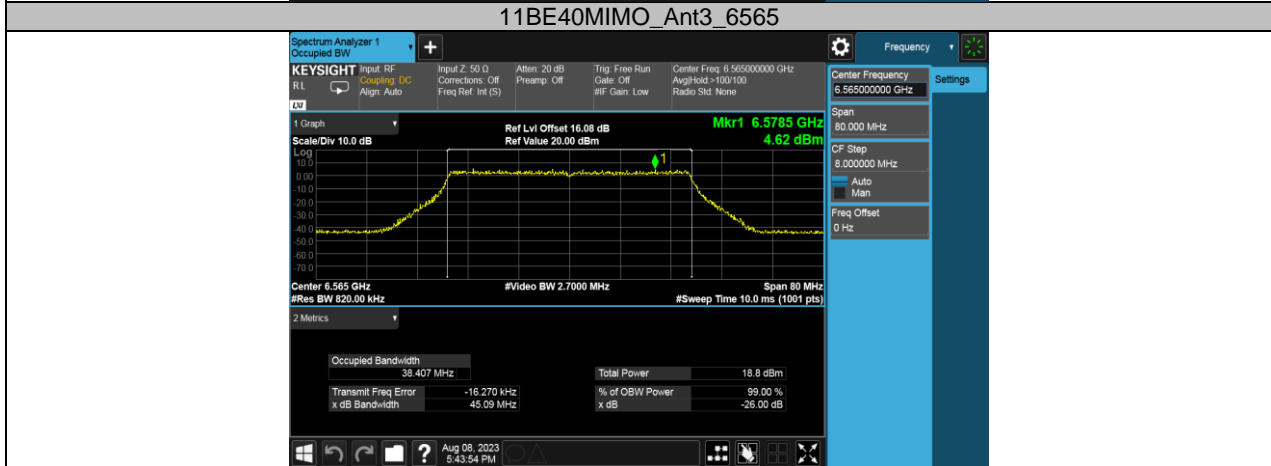 11BE40MIMO_Ant3_6565
Spectrum Analyzer 1
Occupied BW
Frequency
KEYSIGHT
RL
LXI
Input: RF
Coupling: DC
Align: Auto
Input Z: 50 Ω
Corrections: Off
Freq Ref: Int (S)
Atten: 20 dB
Preamp: Off
Trig: Free Run
Gate: Off
#IF Gain: Low
Center Freq: 6.565000000 GHz
Avg|Hold:>100/100
Radio Std: None
Center Frequency
6.565000000 GHz
Settings
Span
80.000 MHz
CF Step
8.000000 MHz
Auto
Man
Freq Offset
0 Hz
1 Graph
Scale/Div 10.0 dB
Ref Lvl Offset 16.08 dB
Ref Value 20.00 dBm
Mkr1 6.5785 GHz
4.62 dBm
Log
1
10.0
0.00
-10.0
-20.0
-30.0
-40.0
-50.0
-60.0
-70.0
Center 6.565 GHz
#Res BW 820.00 kHz
#Video BW 2.7000 MHz
Span 80 MHz
#Sweep Time 10.0 ms (1001 pts)
2 Metrics
Occupied Bandwidth
38.407 MHz
Total Power 18.8 dBm
Transmit Freq Error -16.270 kHz
% of OBW Power 99.00 %
x dB Bandwidth 45.09 MHz
x dB -26.00 dB
?
Aug 08, 2023
5:43:54 PM